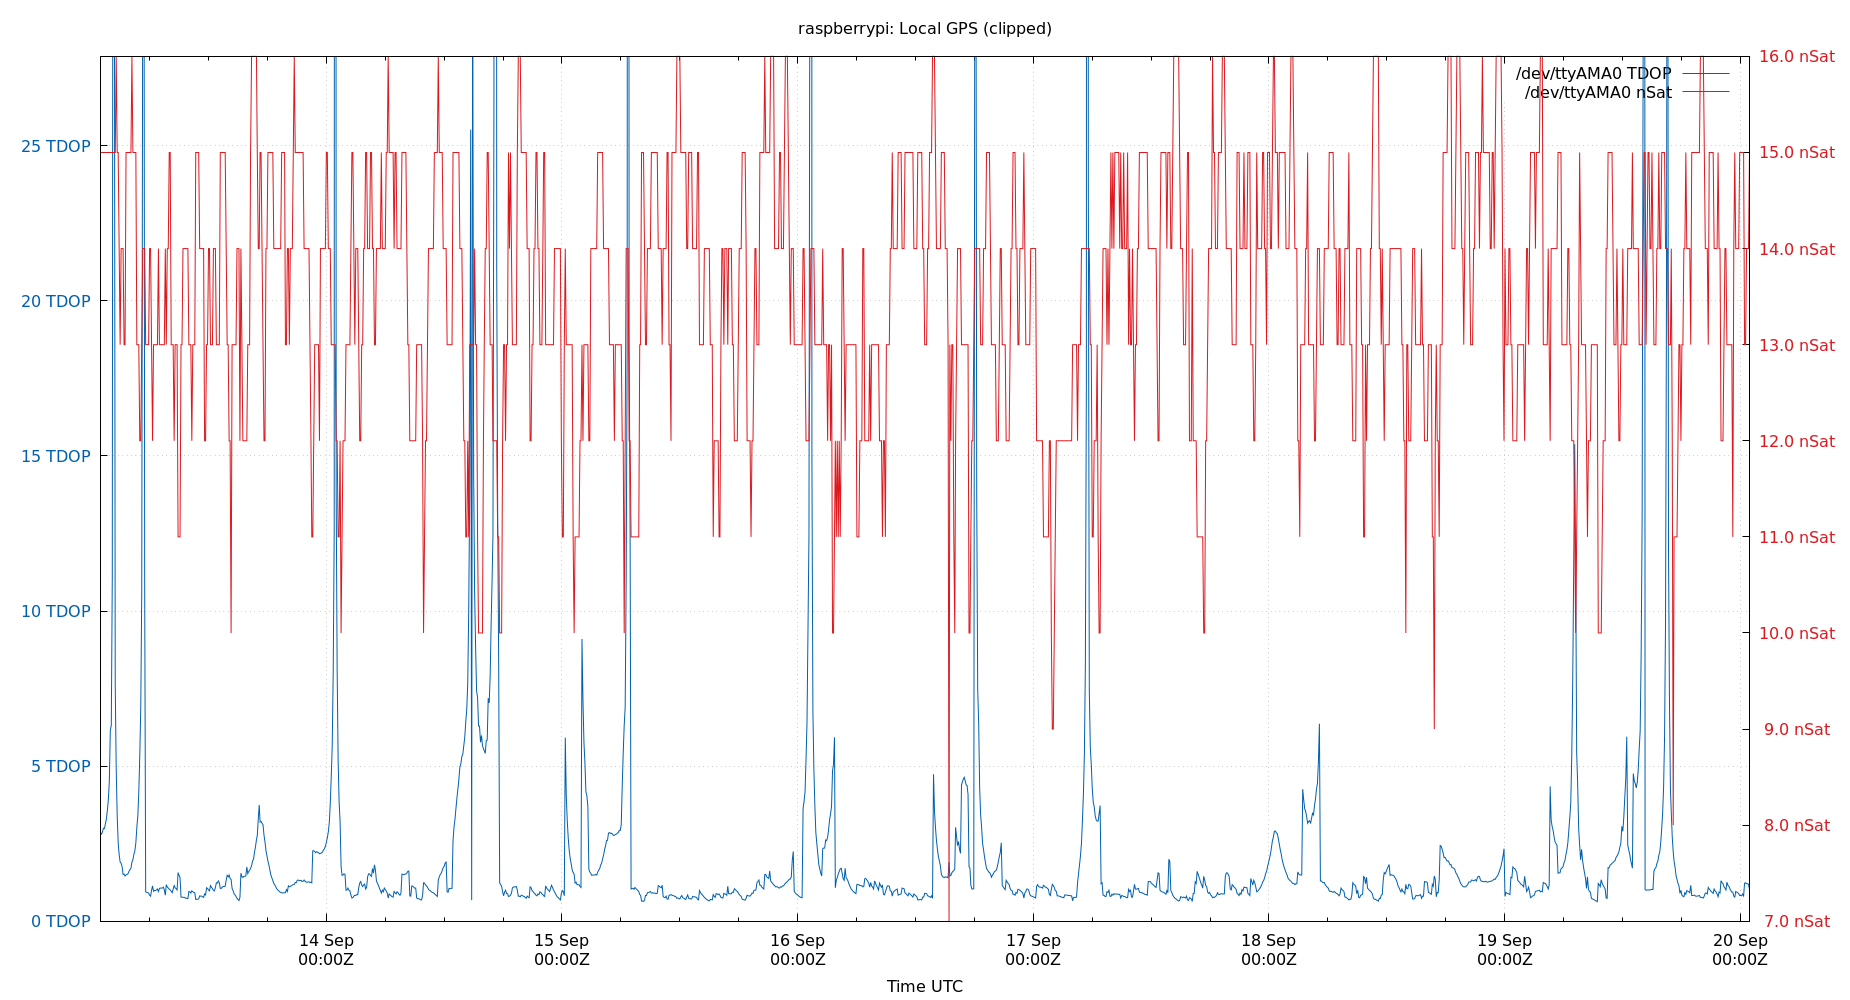 raspberrypi: Local GPS (clipped)
/dev/ttyAMA0 TDOP
/dev/ttyAMA0 nSat
25 TDOP
20 TDOP
15 TDOP
10 TDOP
5 TDOP
0 TDOP
16.0 nSat
15.0 nSat
14.0 nSat
13.0 nSat
12.0 nSat
11.0 nSat
10.0 nSat
9.0 nSat
8.0 nSat
7.0 nSat
14 Sep
00:00Z
15 Sep
00:00Z
16 Sep
00:00Z
17 Sep
00:00Z
18 Sep
00:00Z
19 Sep
00:00Z
20 Sep
00:00Z
Time UTC